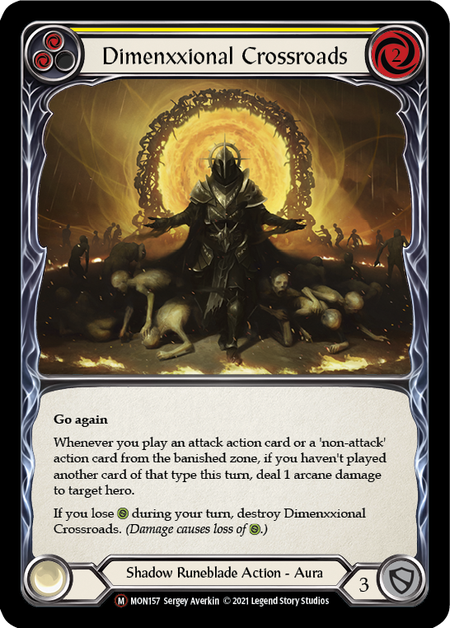 Dimenxxional Crossroads
2
Go again
Whenever you play an attack action card or a 'non-attack'
action card from the banished zone, if you haven't played
another card of that type this turn, deal 1 arcane damage
to target hero.
If you lose during your turn, destroy Dimenxxional
Crossroads. (Damage causes loss of .)
Shadow Runeblade Action - Aura
3
M MON157 Sergey Averkin © 2021 Legend Story Studios